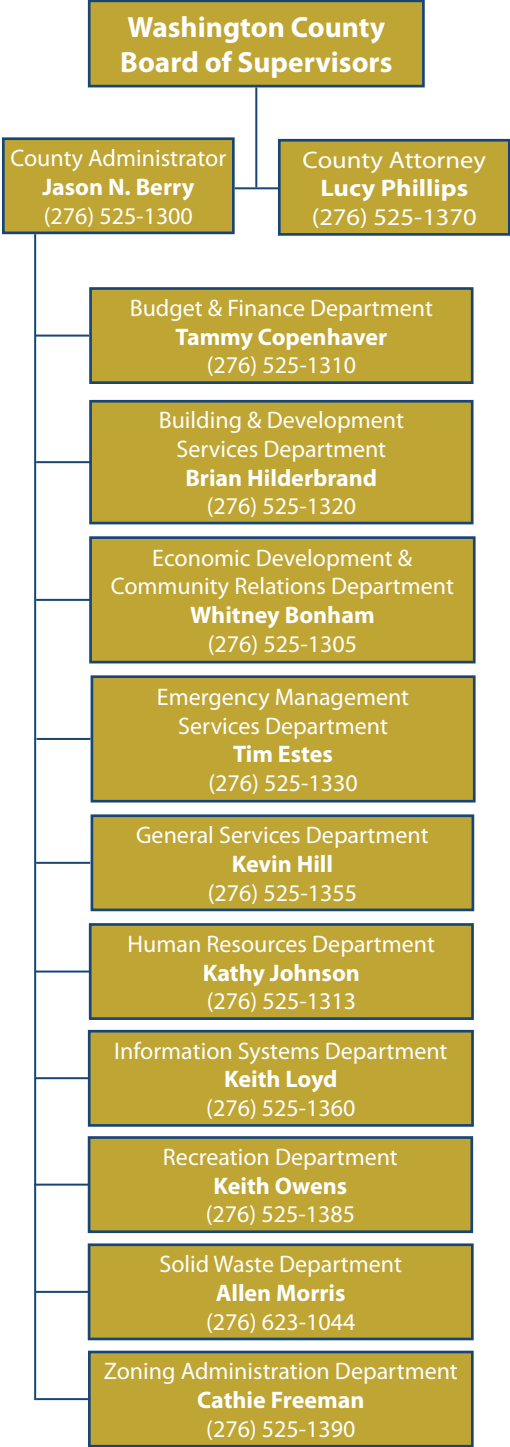 Washington County
Board of Supervisors
County Administrator
Jason N. Berry
(276) 525-1300
County Attorney
Lucy Phillips
(276) 525-1370
Budget & Finance Department
Tammy Copenhaver
(276) 525-1310
Building & Development
Services Department
Brian Hilderbrand
(276) 525-1320
Economic Development &
Community Relations Department
Whitney Bonham
(276) 525-1305
Emergency Management
Services Department
Tim Estes
(276) 525-1330
General Services Department
Kevin Hill
(276) 525-1355
Human Resources Department
Kathy Johnson
(276) 525-1313
Information Systems Department
Keith Loyd
(276) 525-1360
Recreation Department
Keith Owens
(276) 525-1385
Solid Waste Department
Allen Morris
(276) 623-1044
Zoning Administration Department
Cathie Freeman
(276) 525-1390